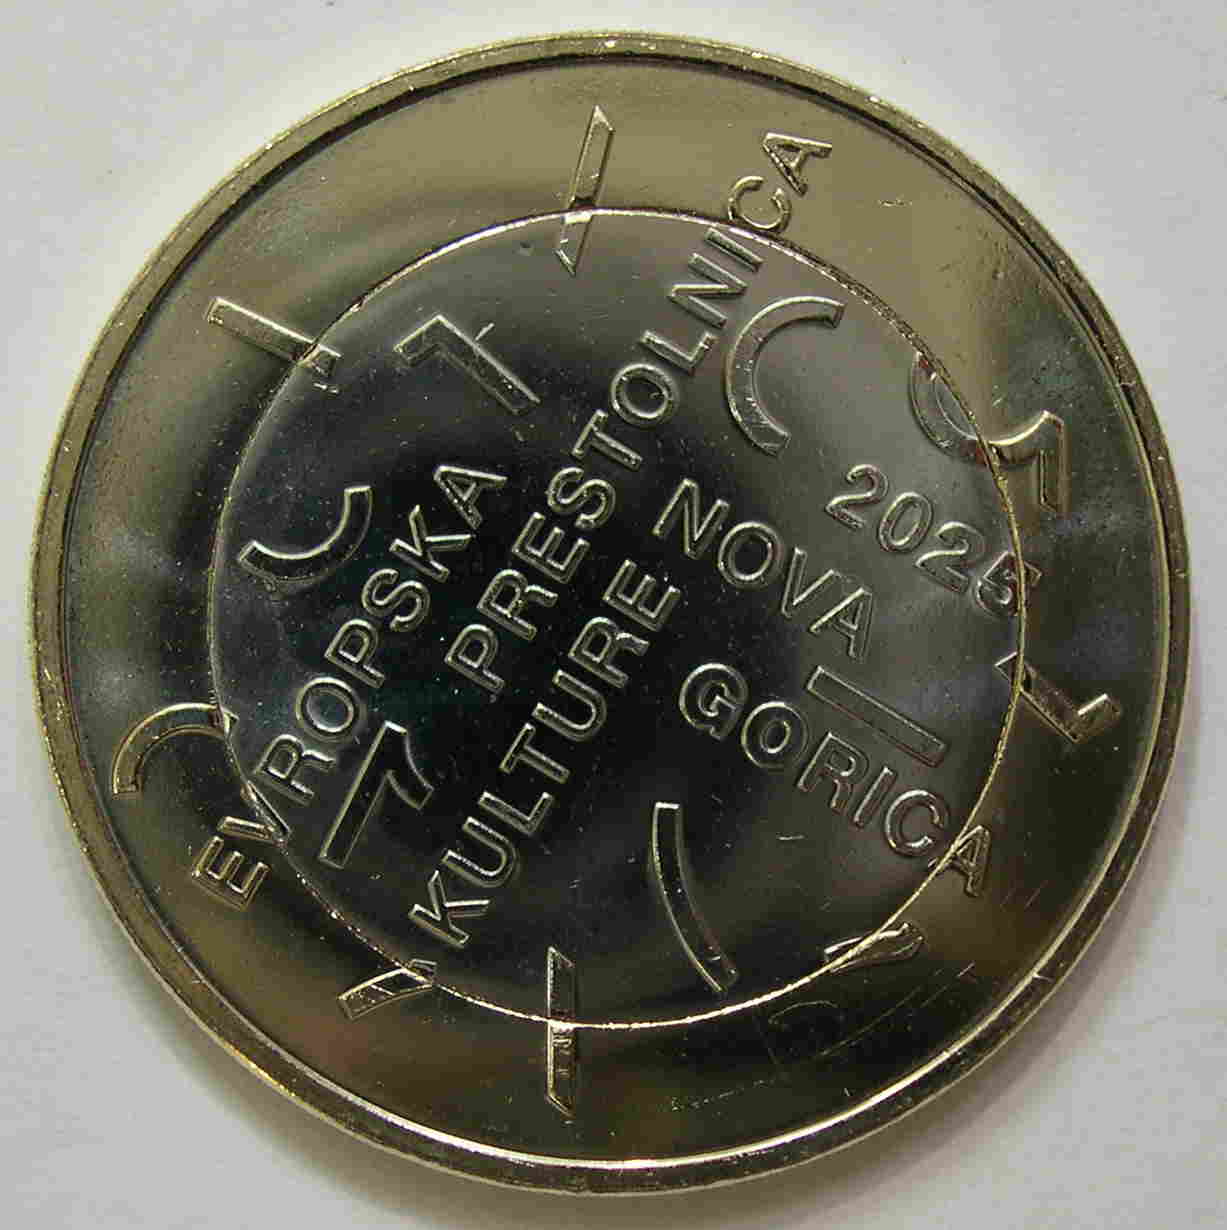 EVROPSKA
PRESTOLNICA
KULTURE
2025
NOVA
GORICA